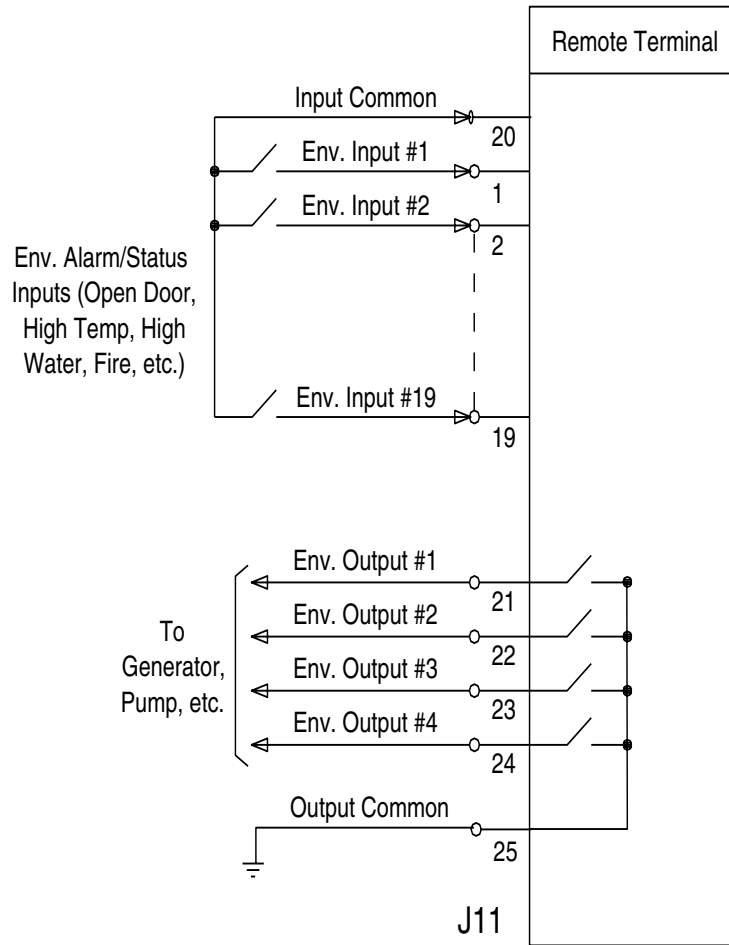 Remote Terminal
Input Common
20
Env. Input #1
1
Env. Input #2
2
Env. Alarm/Status
Inputs (Open Door,
High Temp, High
Water, Fire, etc.)
Env. Input #19
19
Env. Output #1
21
Env. Output #2
22
To
Generator,
Pump, etc.
Env. Output #3
23
Env. Output #4
24
Output Common
25
J11